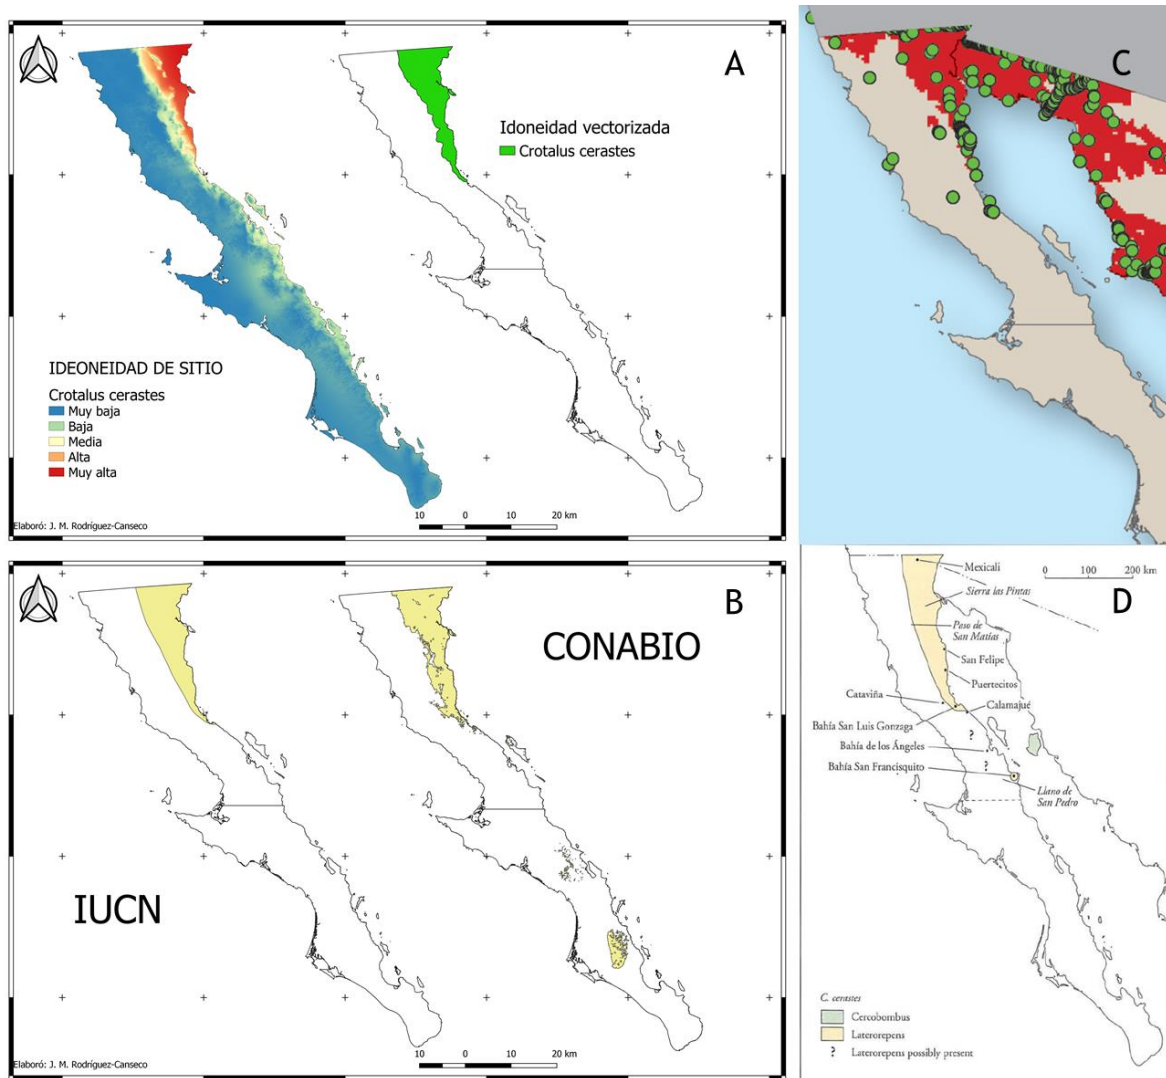 A
Idoneidad vectorizada
Crotalus cerastes
IDEONEIDAD DE SITIO
Crotalus cerastes
Muy baja
Baja
Media
Alta
Muy alta
Elaboró: J. M. Rodríguez-Canseco
10 0 10 20 km
C
B
CONABIO
IUCN
Elaboró: J. M. Rodríguez-Canseco
10 0 10 20 km
0 100 200 km
D
Mexicali
Sierra las Pintas
Paso de
San Matías
San Felipe
Puertecitos
Cataviña
Calamajué
Bahía San Luis Gonzaga
?
Bahía de los Ángeles
?
Bahía San Francisquito
Llano de
San Pedro
C. cerastes
Cercobombus
Laterorepens
? Laterorepens possibly present